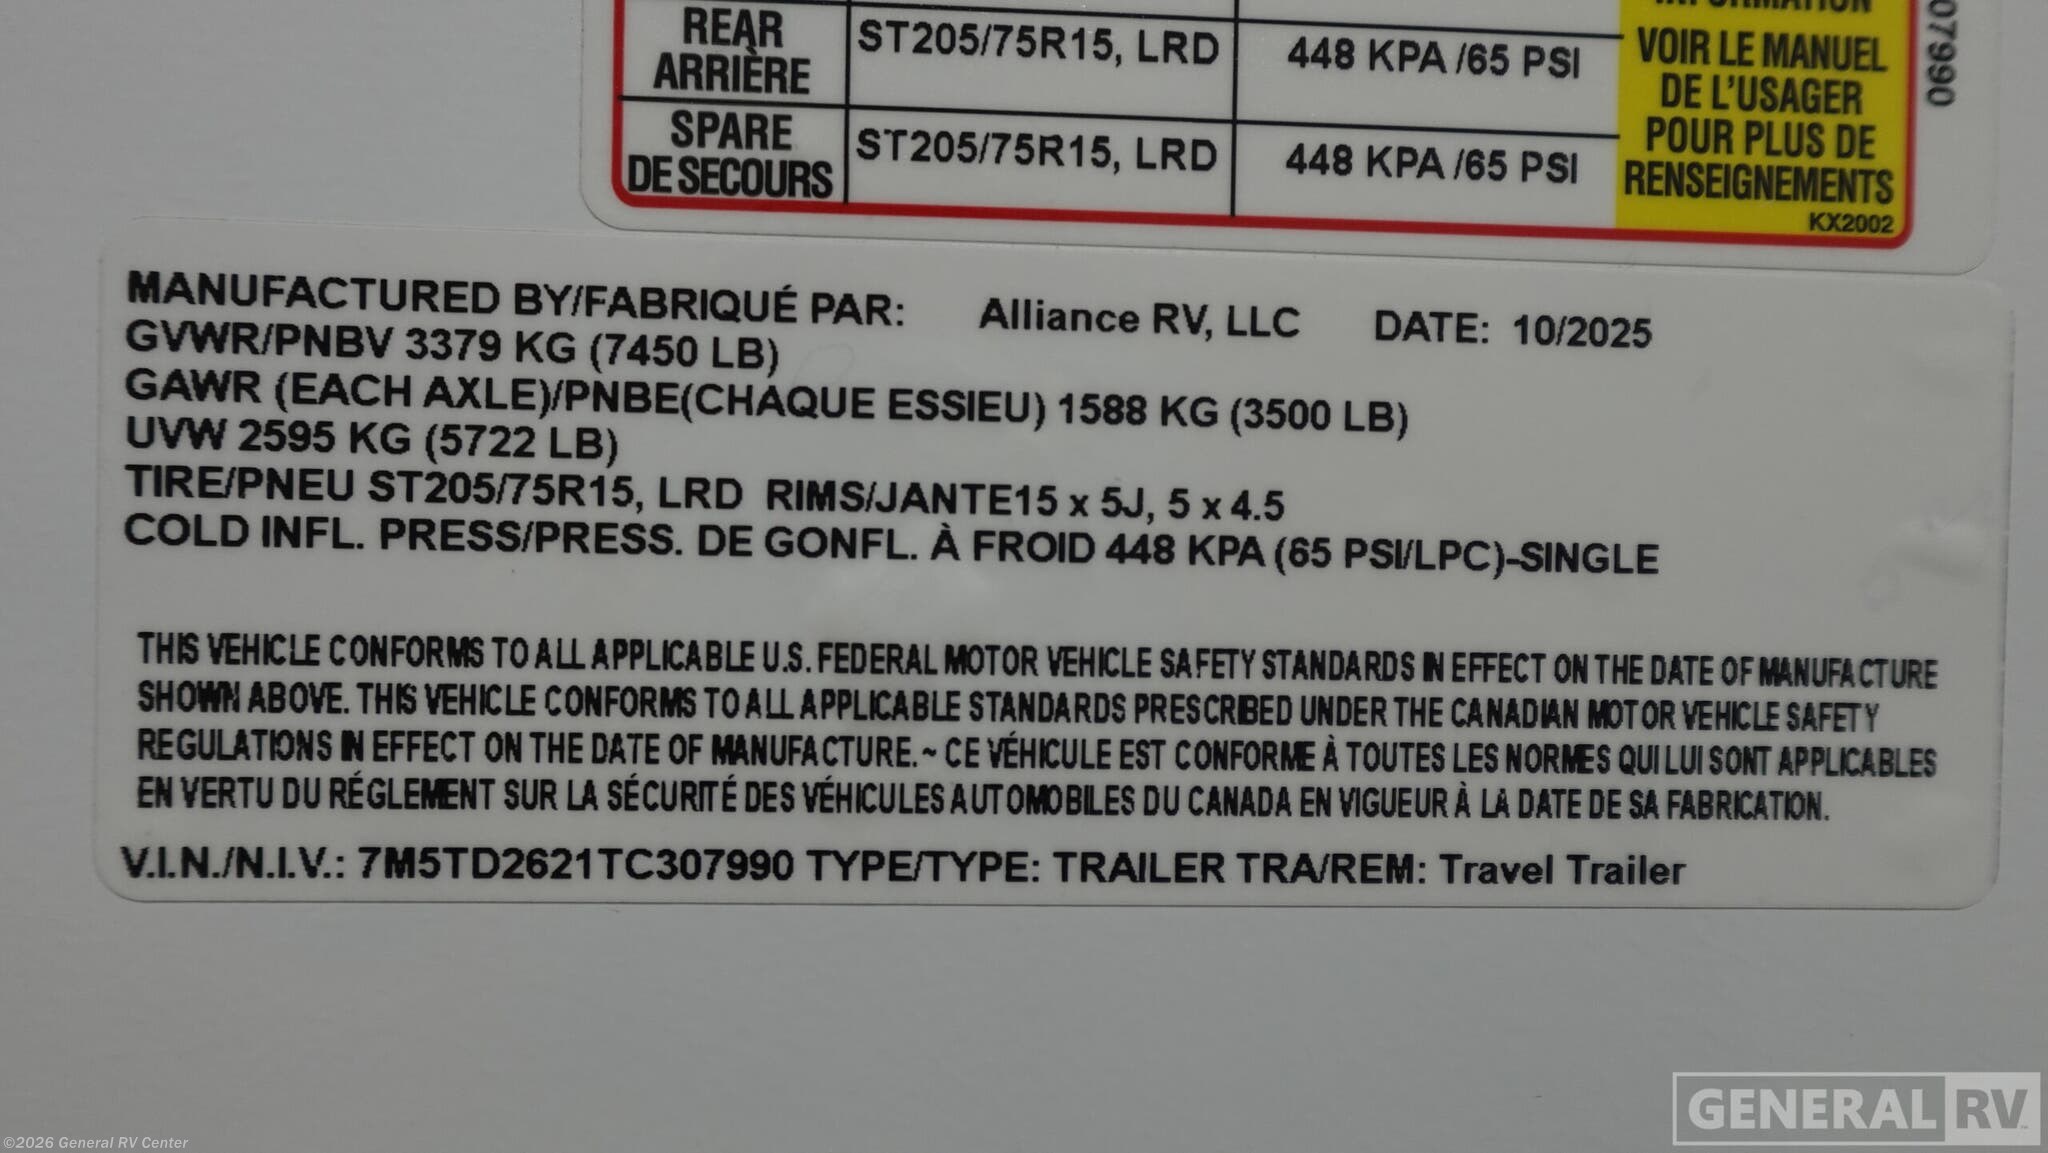 REAR
ARRIÈRE
ST205/75R15, LRD
448 KPA /65 PSI
SPARE
DE SECOURS
ST205/75R15, LRD
448 KPA /65 PSI
INFORMATION
VOIR LE MANUEL
DE L'USAGER
POUR PLUS DE
RENSEIGNEMENTS
KX2002
07990
MANUFACTURED BY/FABRIQUÉ PAR: Alliance RV, LLC DATE: 10/2025
GVWR/PNBV 3379 KG (7450 LB)
GAWR (EACH AXLE)/PNBE(CHAQUE ESSIEU) 1588 KG (3500 LB)
UVW 2595 KG (5722 LB)
TIRE/PNEU ST205/75R15, LRD RIMS/JANTE15 x 5J, 5 x 4.5
COLD INFL. PRESS/PRESS. DE GONFL. À FROID 448 KPA (65 PSI/LPC)-SINGLE
THIS VEHICLE CONFORMS TO ALL APPLICABLE U.S. FEDERAL MOTOR VEHICLE SAFETY STANDARDS IN EFFECT ON THE DATE OF MANUFACTURE
SHOWN ABOVE. THIS VEHICLE CONFORMS TO ALL APPLICABLE STANDARDS PRESCRIBED UNDER THE CANADIAN MOTOR VEHICLE SAFETY
REGULATIONS IN EFFECT ON THE DATE OF MANUFACTURE. ~ CE VÉHICULE EST CONFORME À TOUTES LES NORMES QUI LUI SONT APPLICABLES
EN VERTU DU RÉGLEMENT SUR LA SÉCURITÉ DES VÉHICULES AUTOMOBILES DU CANADA EN VIGUEUR À LA DATE DE SA FABRICATION.
V.I.N./N.I.V.: 7M5TD2621TC307990 TYPE/TYPE: TRAILER TRA/REM: Travel Trailer
GENERAL RV
©2026 General RV Center